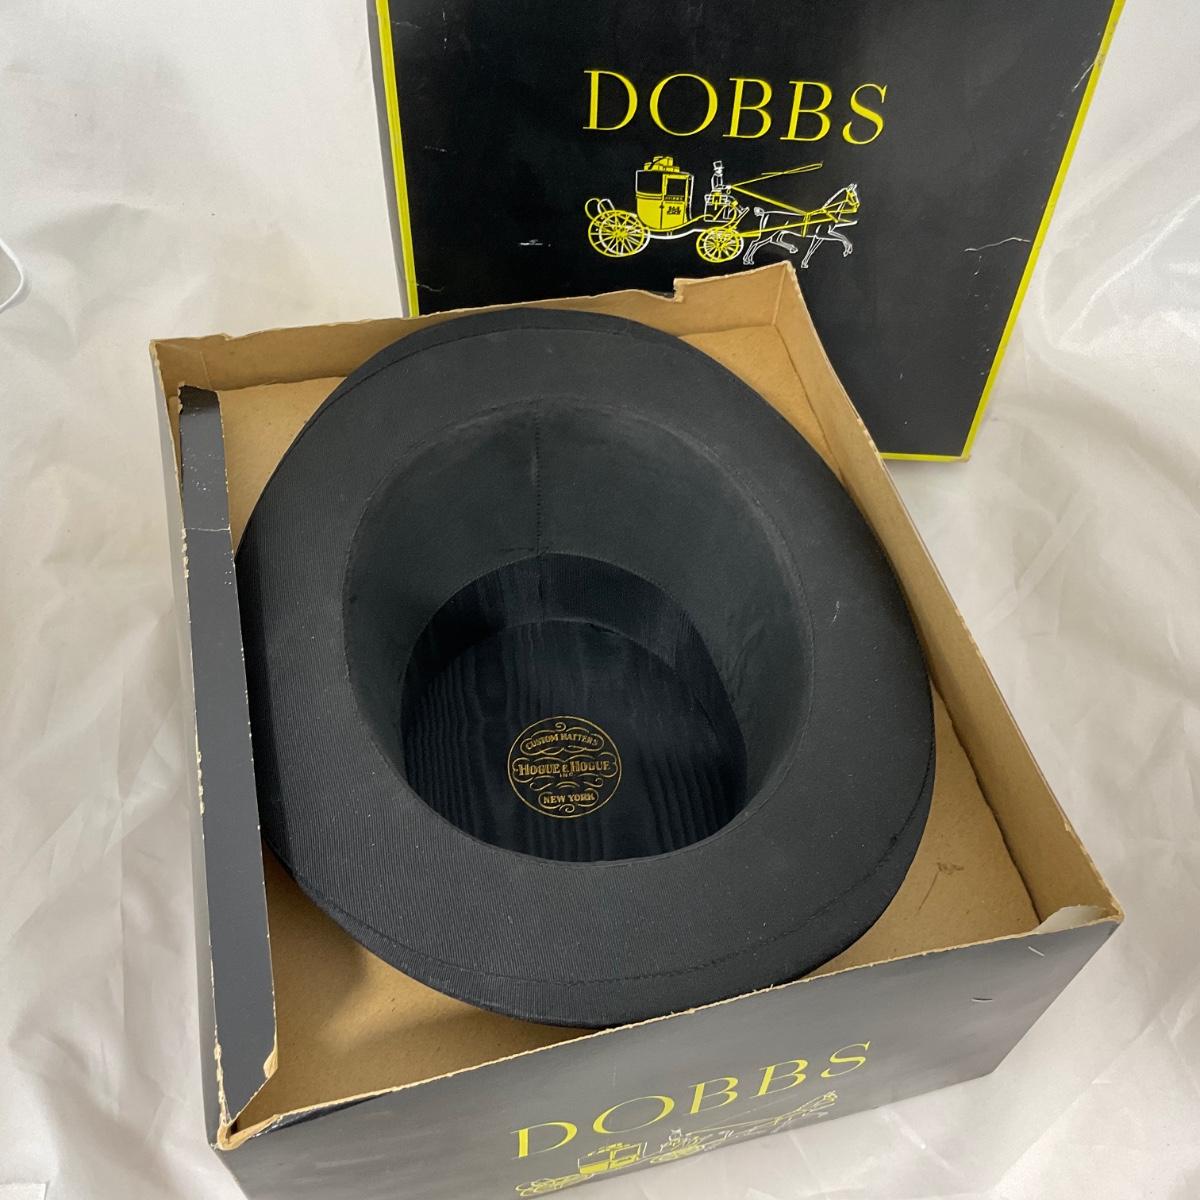 DOBBS
CUSTOM HATTERS
HOGUE & HOGUE
INC.
NEW YORK
DOBBS